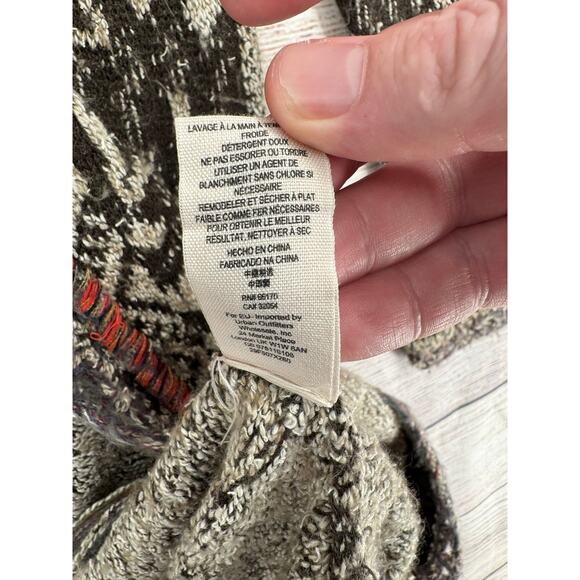 LAVAGE À LA MAIN À TEM
FROIDE
DÉTERGENT DOUX
NE PAS ESSORER OU TORDRE
UTILISER UN AGENT DE
BLANCHMENT SANS CHLORE SI
NÉCESSAIRE
REMODELER ET SÉCHER À PLAT
FAIBLE COMME FER NÉCESSAIRES
POUR OBTENIR LE MEILLEUR
RÉSULTAT, NETTOYER À SEC
HECHO EN CHINA
FABRICADO NA CHINA
中國製造
中国製
RN# 66170
CA# 32054
For EU- Imported by
Urban Outfitters
Wholesale, Inc
24 Market Place
London UK W1W 8AN